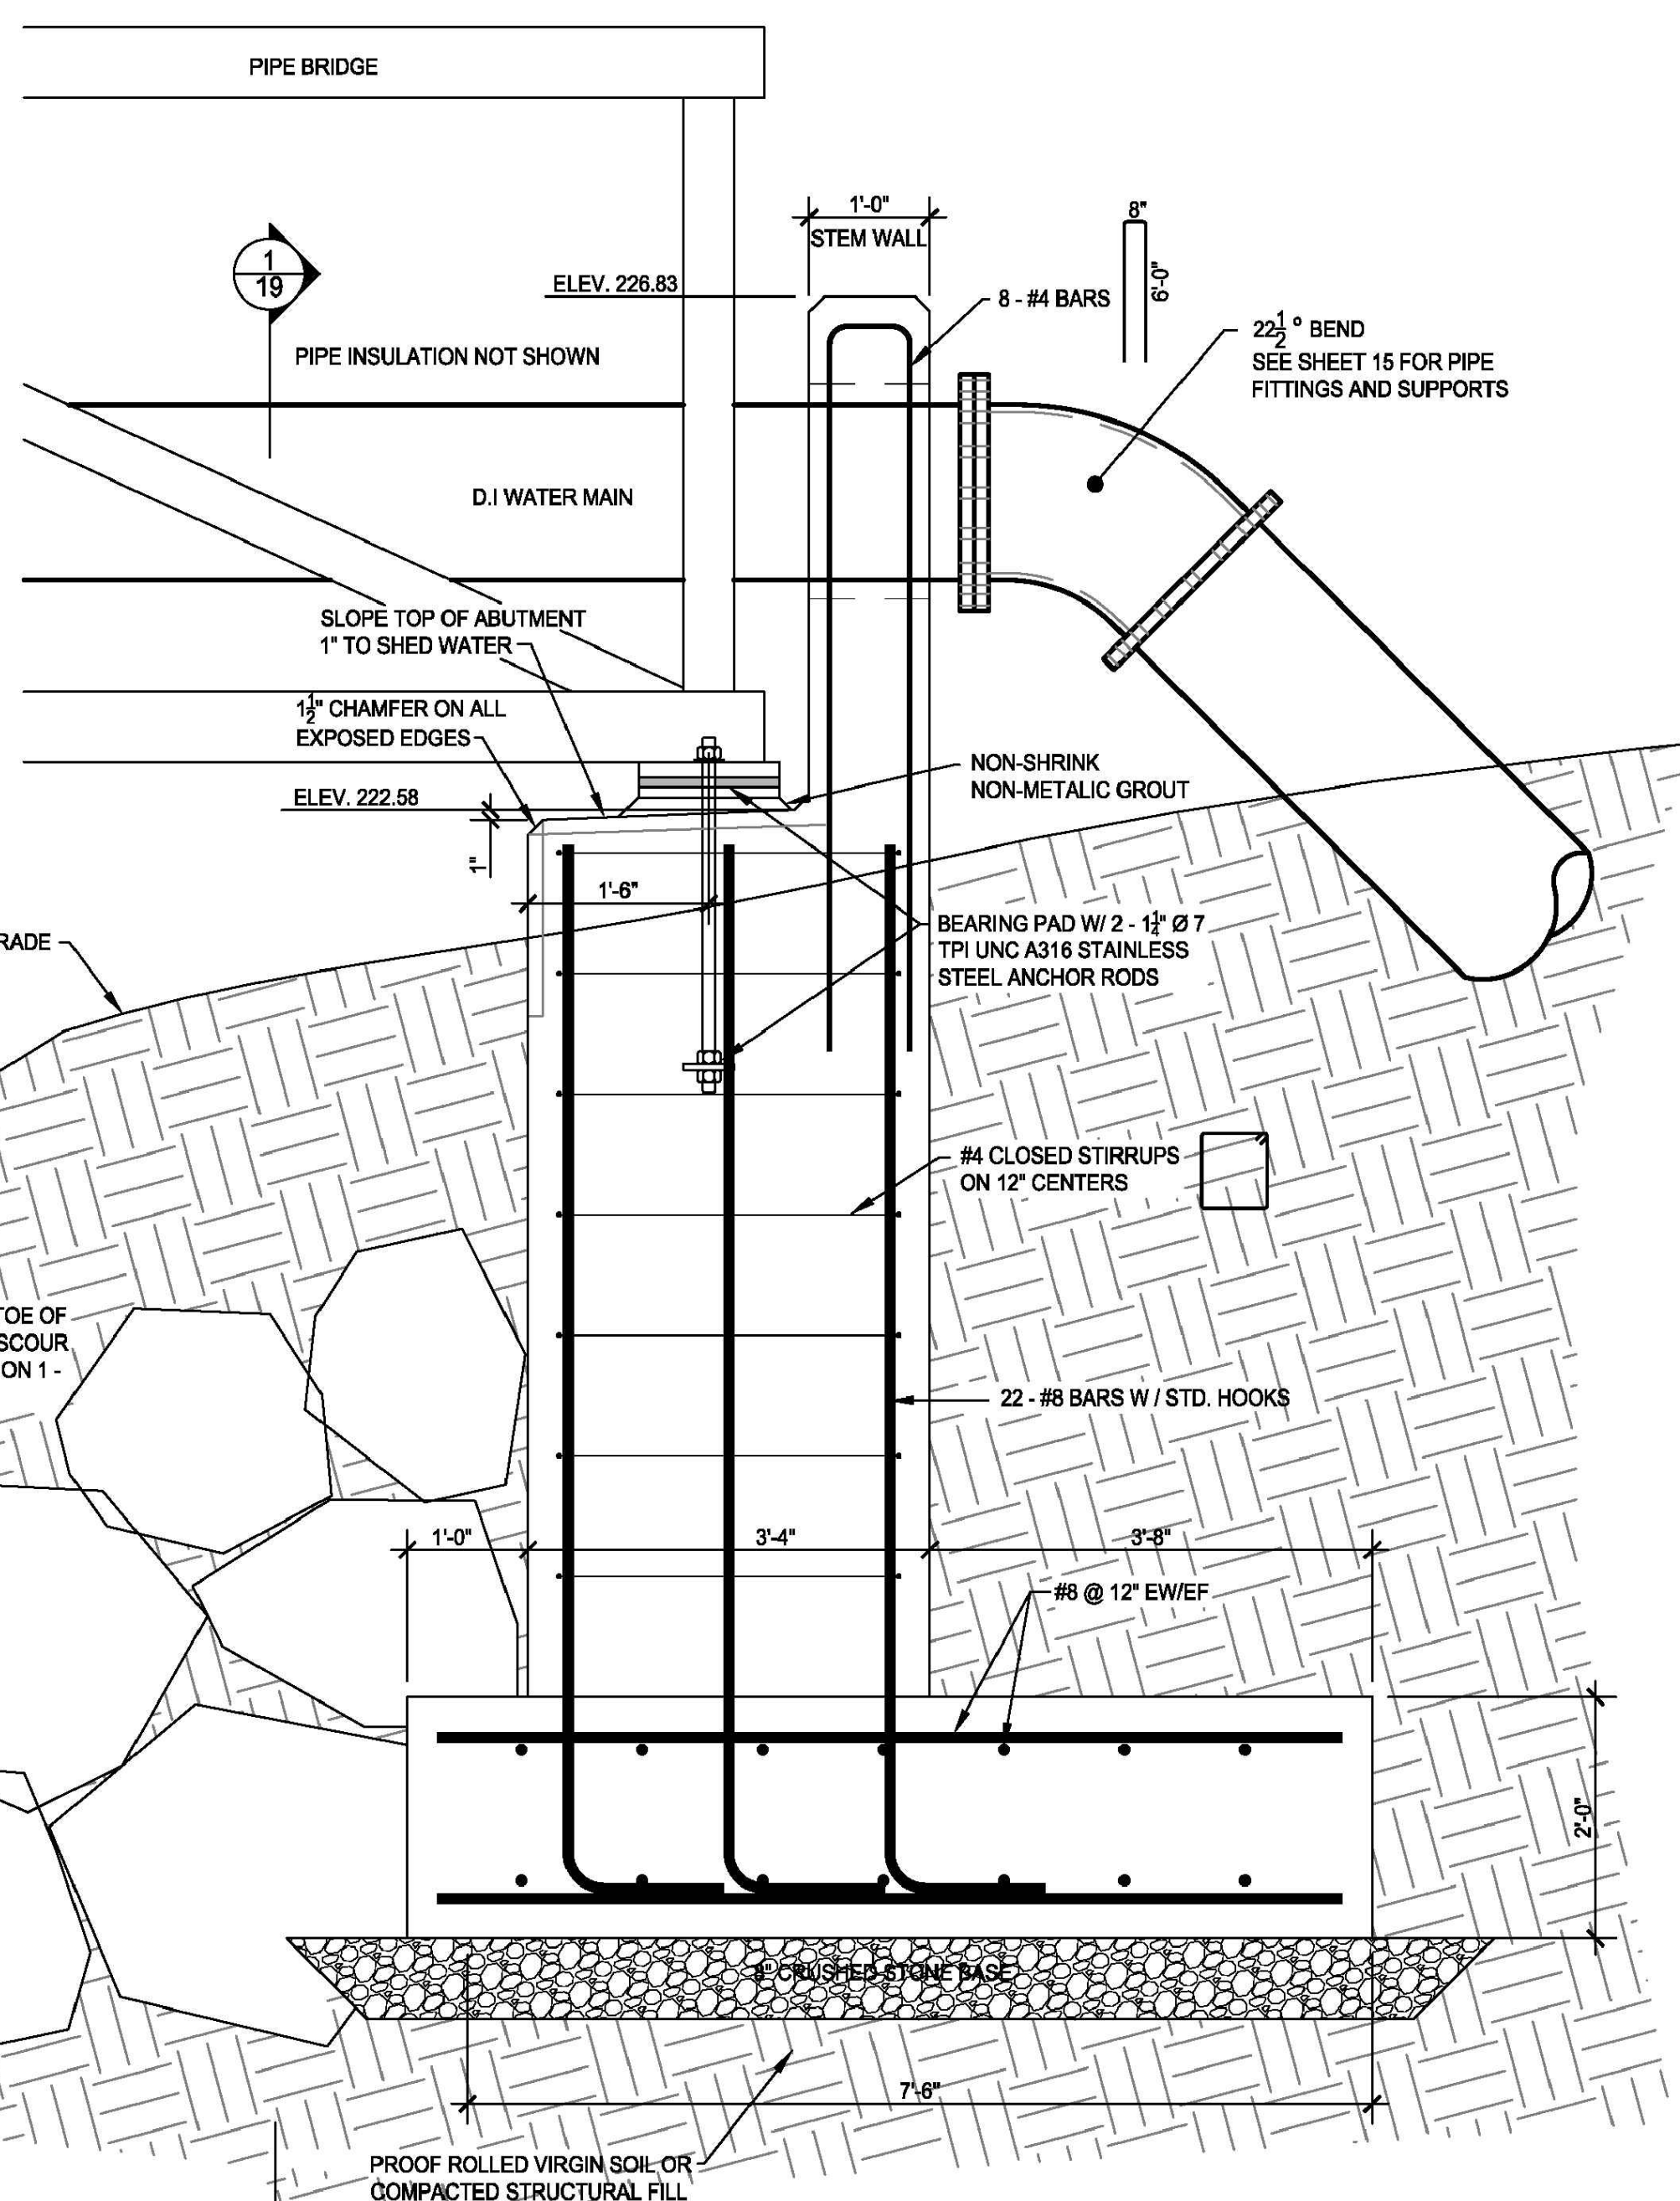 PIPE BRIDGE
1'-0"
STEM WALL
8"
6'-0"
1
19
ELEV. 226.83
8 - #4 BARS
22½° BEND
SEE SHEET 15 FOR PIPE
FITTINGS AND SUPPORTS
PIPE INSULATION NOT SHOWN
D.I WATER MAIN
SLOPE TOP OF ABUTMENT
1" TO SHED WATER
1½" CHAMFER ON ALL
EXPOSED EDGES
NON-SHRINK
NON-METALIC GROUT
ELEV. 222.58
1"
1'-6"
BEARING PAD W/ 2 - 1¼" Ø 7
TPI UNC A316 STAINLESS
STEEL ANCHOR RODS
RADE
#4 CLOSED STIRRUPS
ON 12" CENTERS
TOE OF
SCOUR
ON 1 -
22 - #8 BARS W / STD. HOOKS
1'-0"
3'-4"
3'-8"
#8 @ 12" EW/EF
2'-0"
8" CRUSHED STONE BASE
7'-6"
PROOF ROLLED VIRGIN SOIL OR
COMPACTED STRUCTURAL FILL